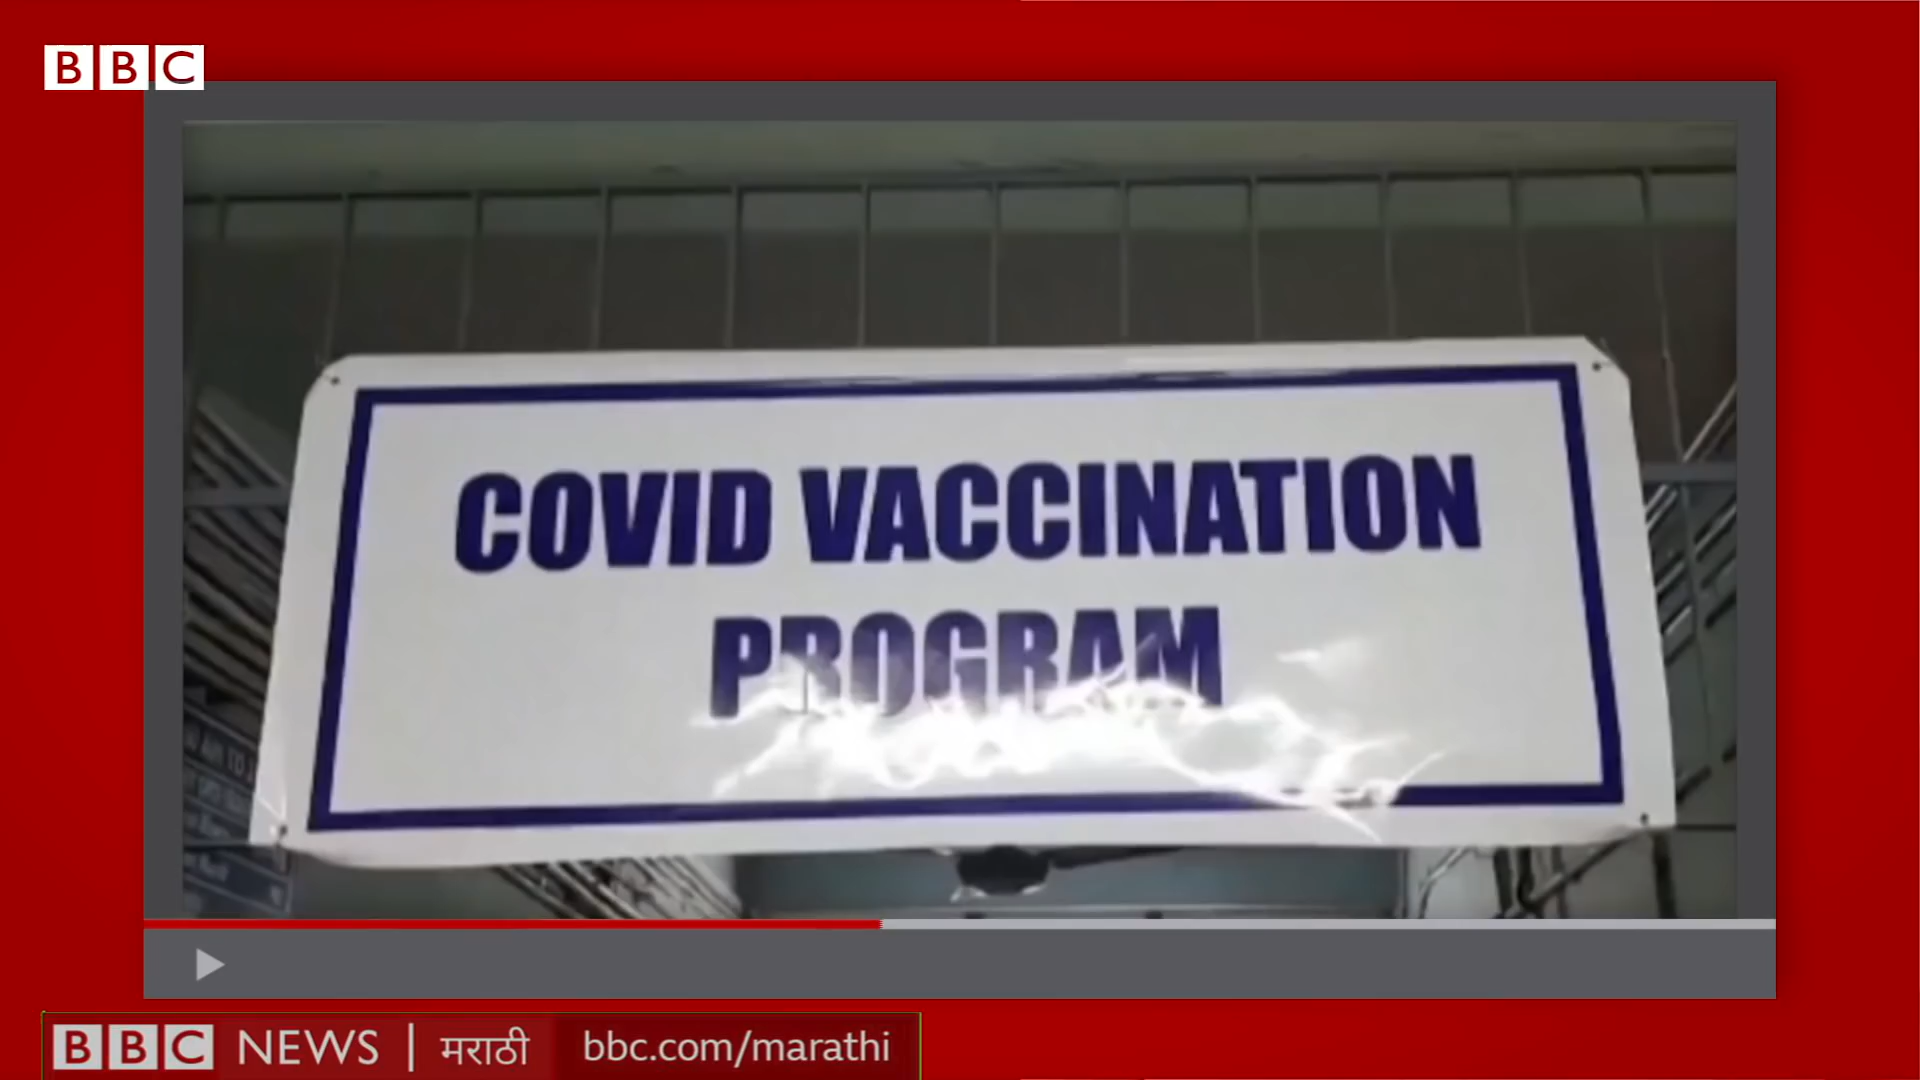 BBC
COVID VACCINATION
PROGRAM
BBC NEWS | मराठी bbc.com/marathi